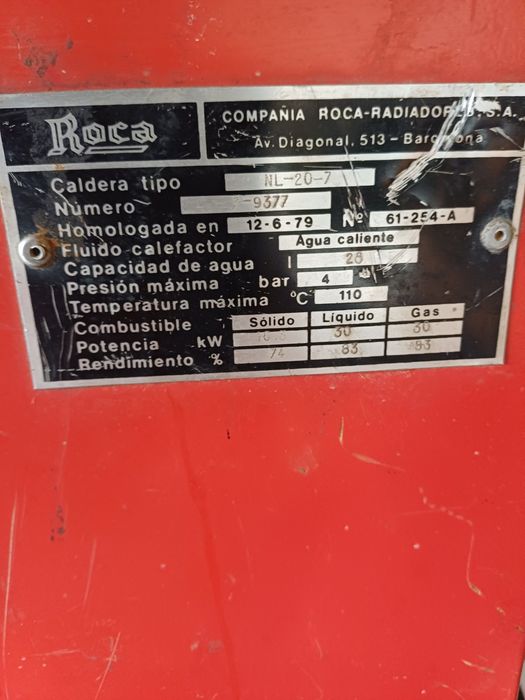 Roca
COMPAÑIA ROCA-RADIADORES, S.A.
Av. Diagonal, 513 – Barcelona
Caldera tipo NL-20-7
Número 9377
Homologada en 12-6-79 Nº 61-254-A
Fluido calefactor Agua caliente
Capacidad de agua l 28
Presión máxima bar 4
Temperatura máxima °C 110
Combustible Sólido Líquido Gas
Potencia kW 30 30
Rendimiento % 74 83 83